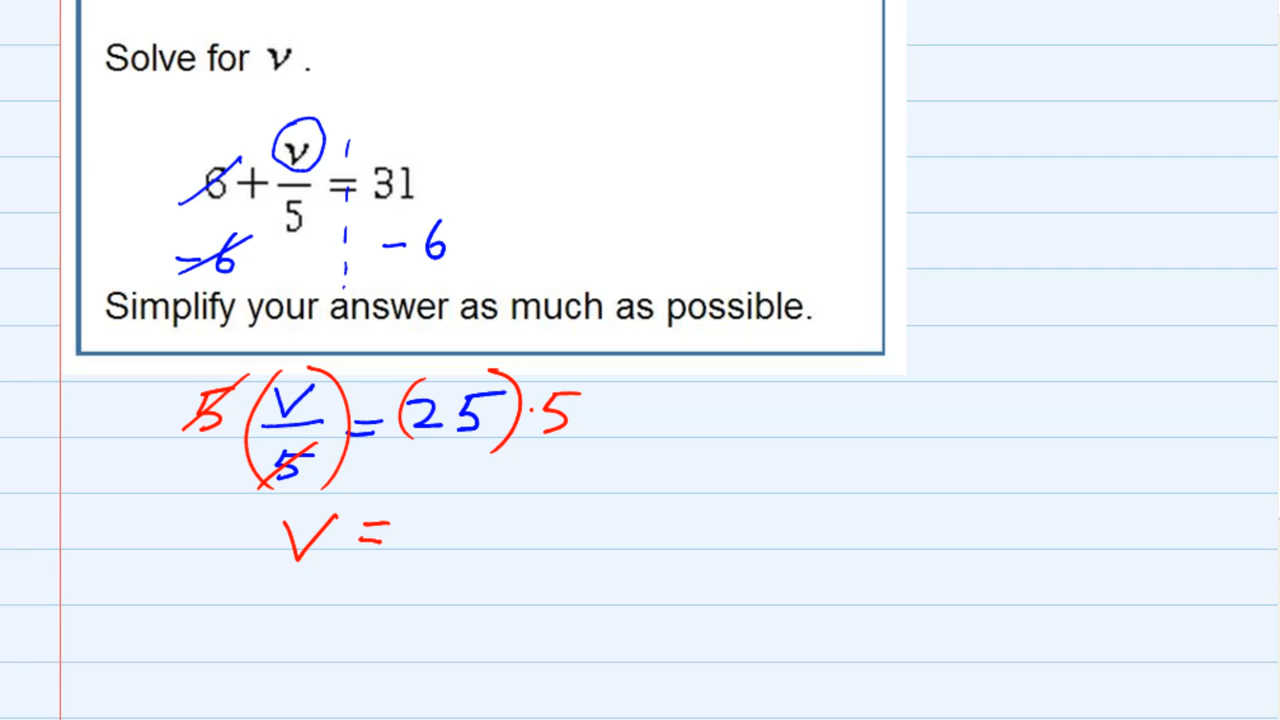 Solve for v .
6 + v/5 = 31
-6 - 6
Simplify your answer as much as possible.
5 (v/5) = (25) · 5
v =